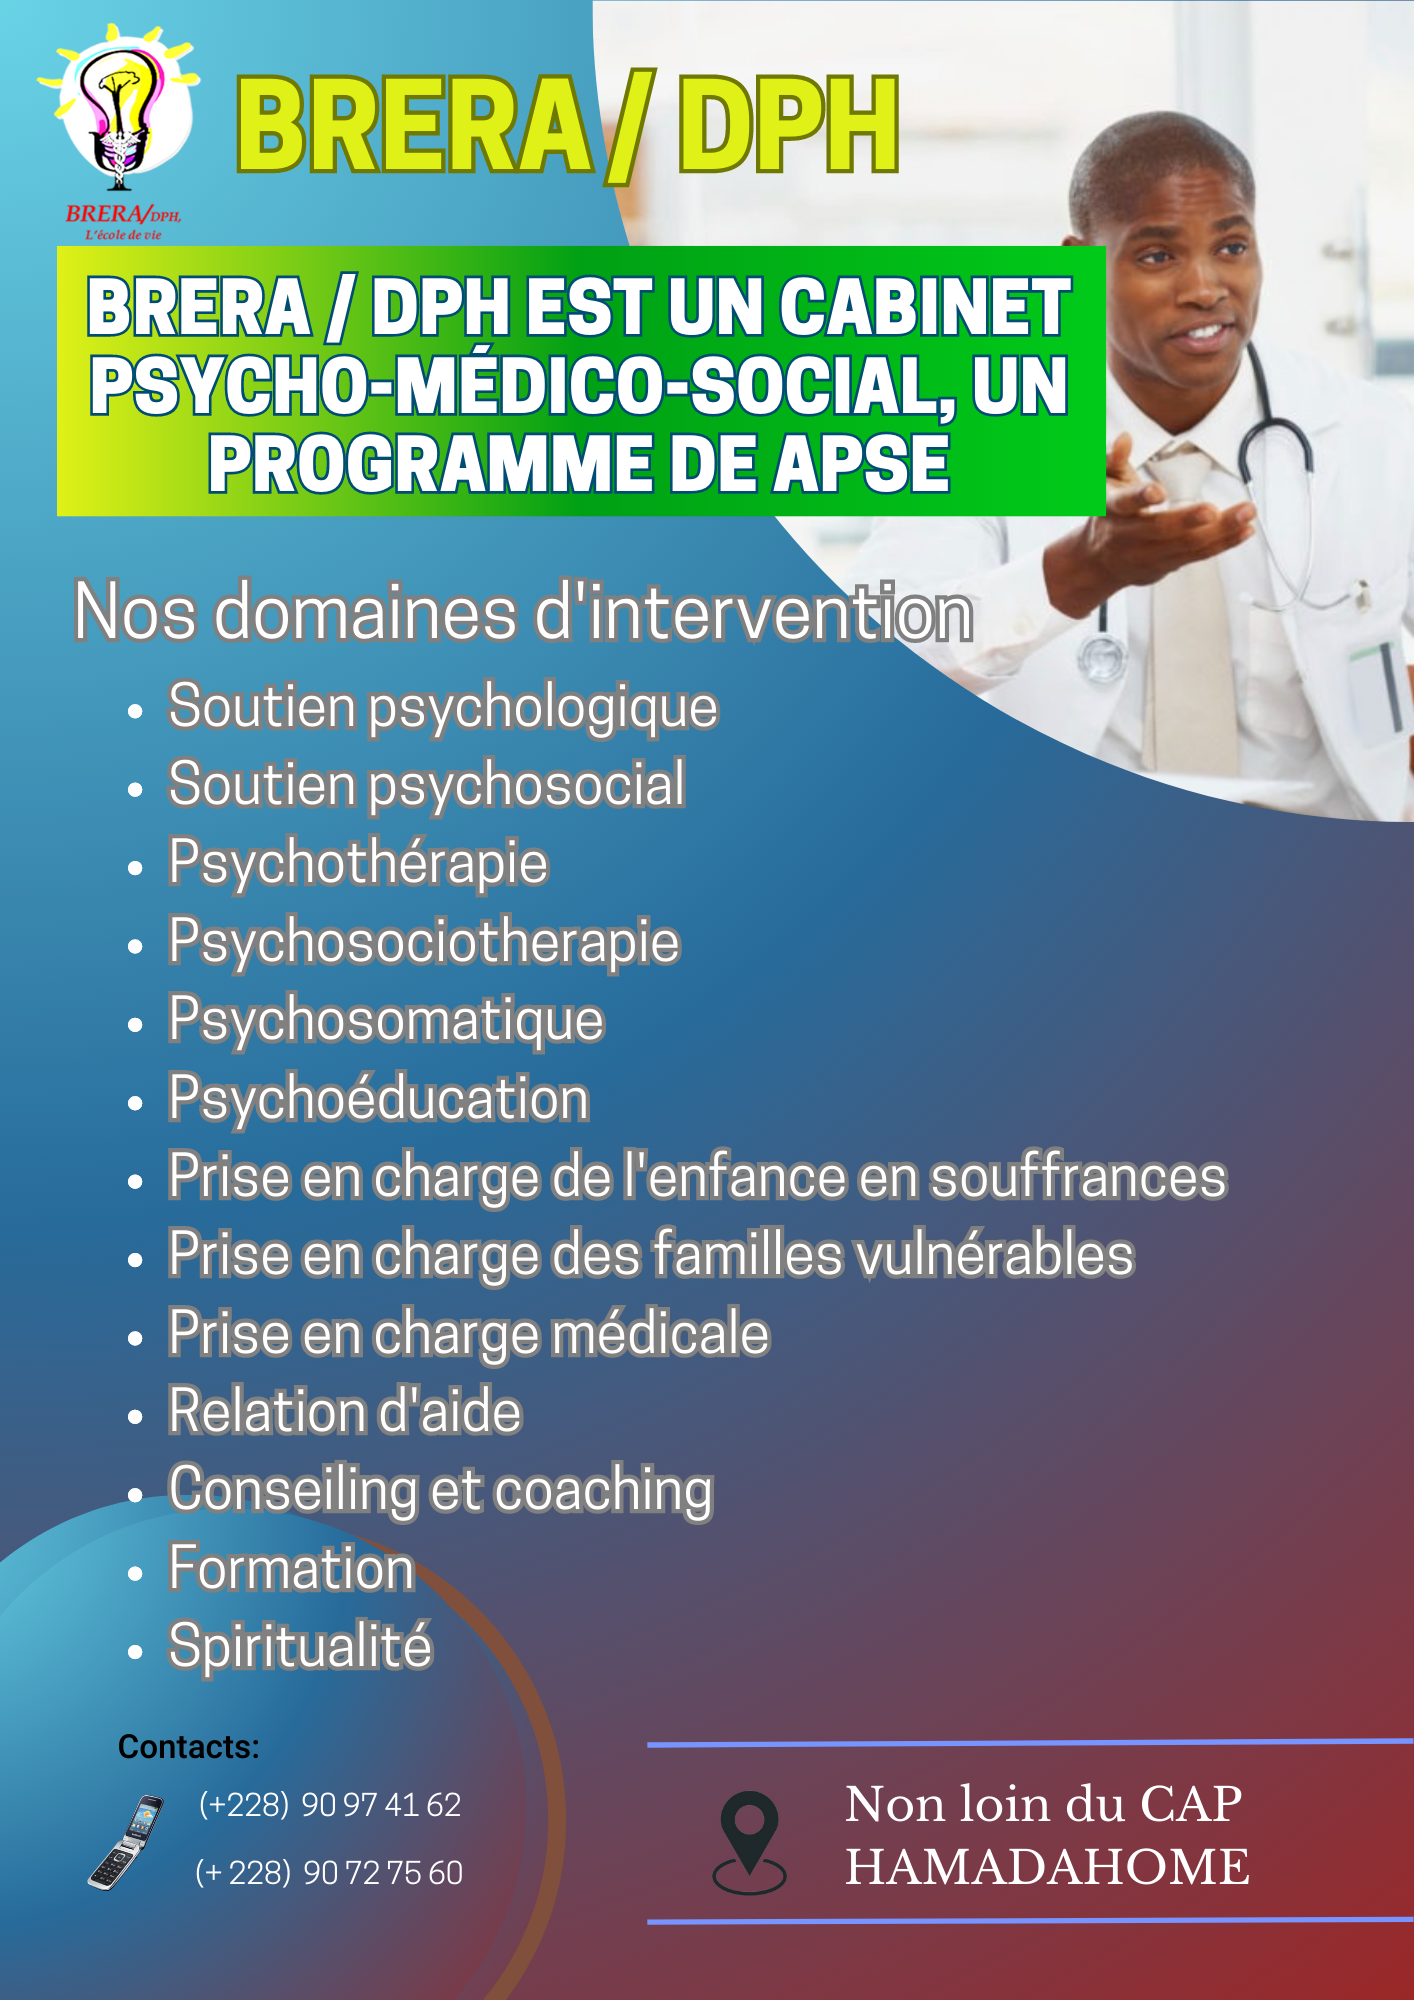 BRERA / DPH
BRERA/DPH,
L'école de vie
BRERA / DPH EST UN CABINET
PSYCHO-MÉDICO-SOCIAL, UN
PROGRAMME DE APSE
Nos domaines d'intervention
• Soutien psychologique
• Soutien psychosocial
• Psychothérapie
• Psychosociotherapie
• Psychosomatique
• Psychoéducation
• Prise en charge de l'enfance en souffrances
• Prise en charge des familles vulnérables
• Prise en charge médicale
• Relation d'aide
• Conseiling et coaching
• Formation
• Spiritualité
Contacts:
(+228) 90 97 41 62
(+ 228) 90 72 75 60
Non loin du CAP
HAMADAHOME